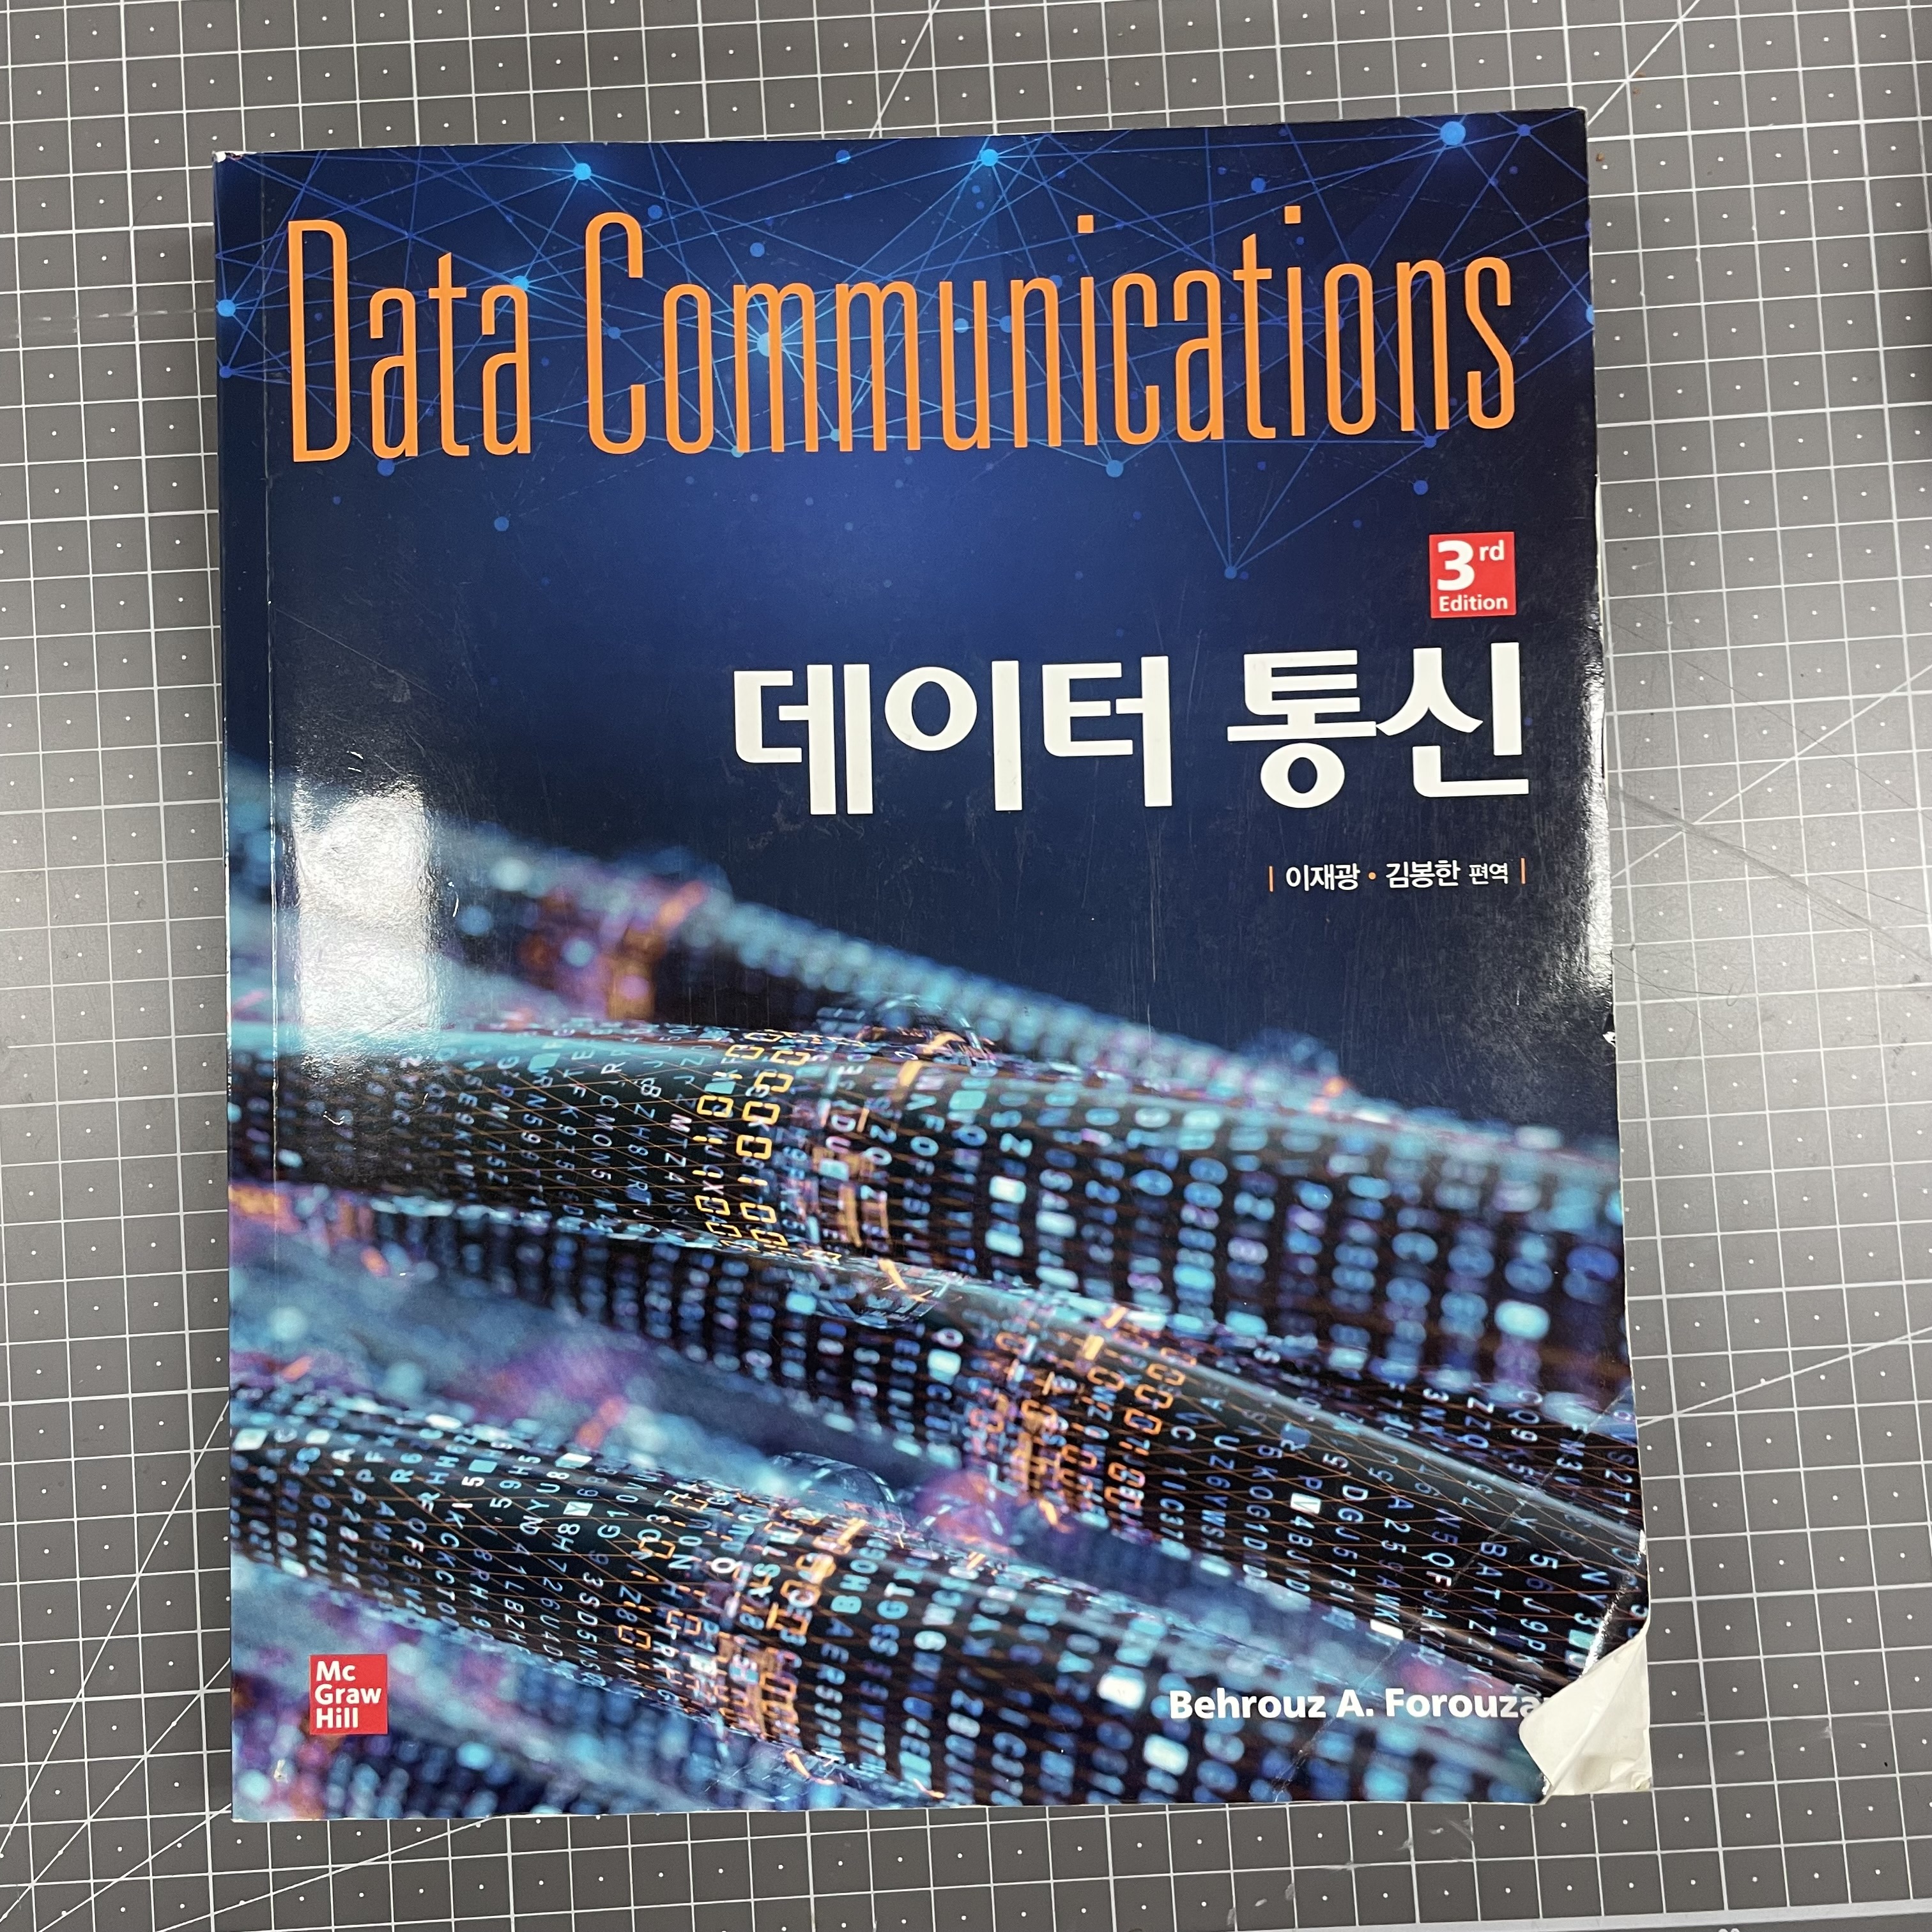 Data Communications
3rd
Edition
데이터 통신
| 이재광 • 김봉한 편역 |
Mc
Graw
Hill
Behrouz A. Forouza